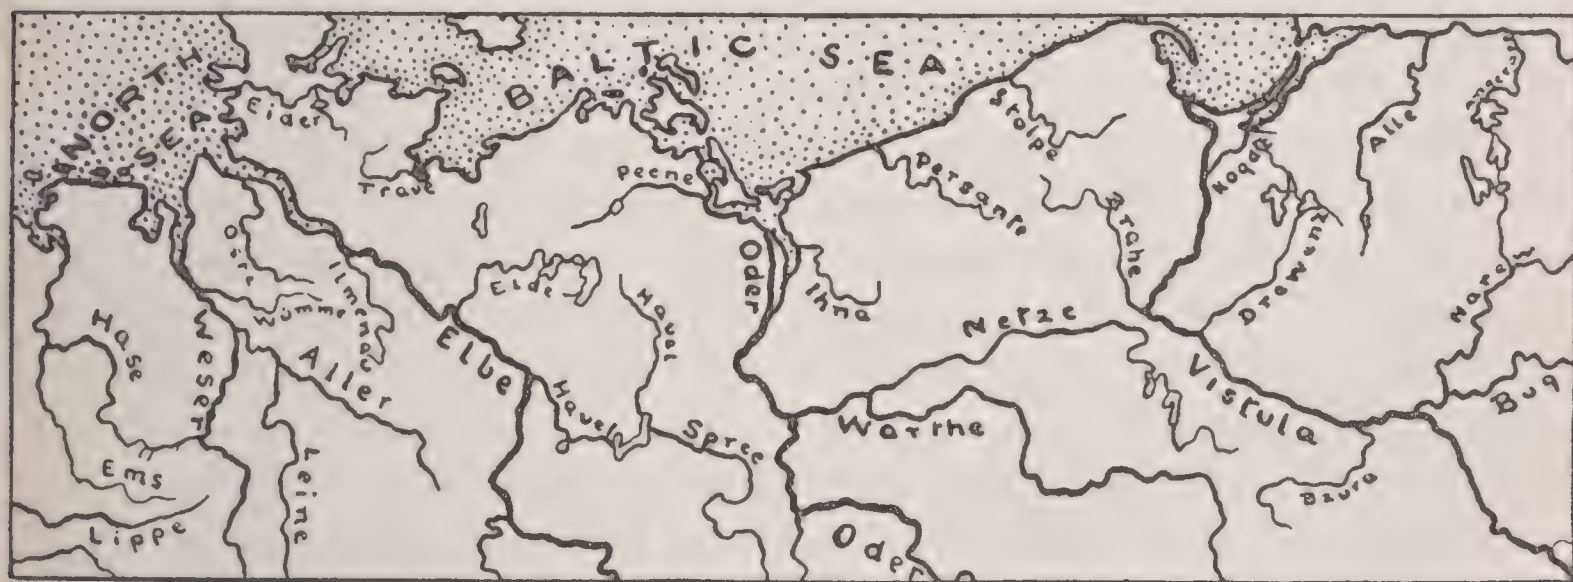 NORTH
SEA
BALTIC SEA
Eider
Trave
Peene
Stolpe
Persante
Nogat
Alle
Oste
Ilmenau
Wümme
Elde
Havel
Oder
Ihna
Brahe
Drewenz
Narew
Hase
Weser
Aller
Elbe
Netze
Vistula
Bug
Havel
Spree
Warthe
Ems
Leine
Bzura
Lippe
Oder